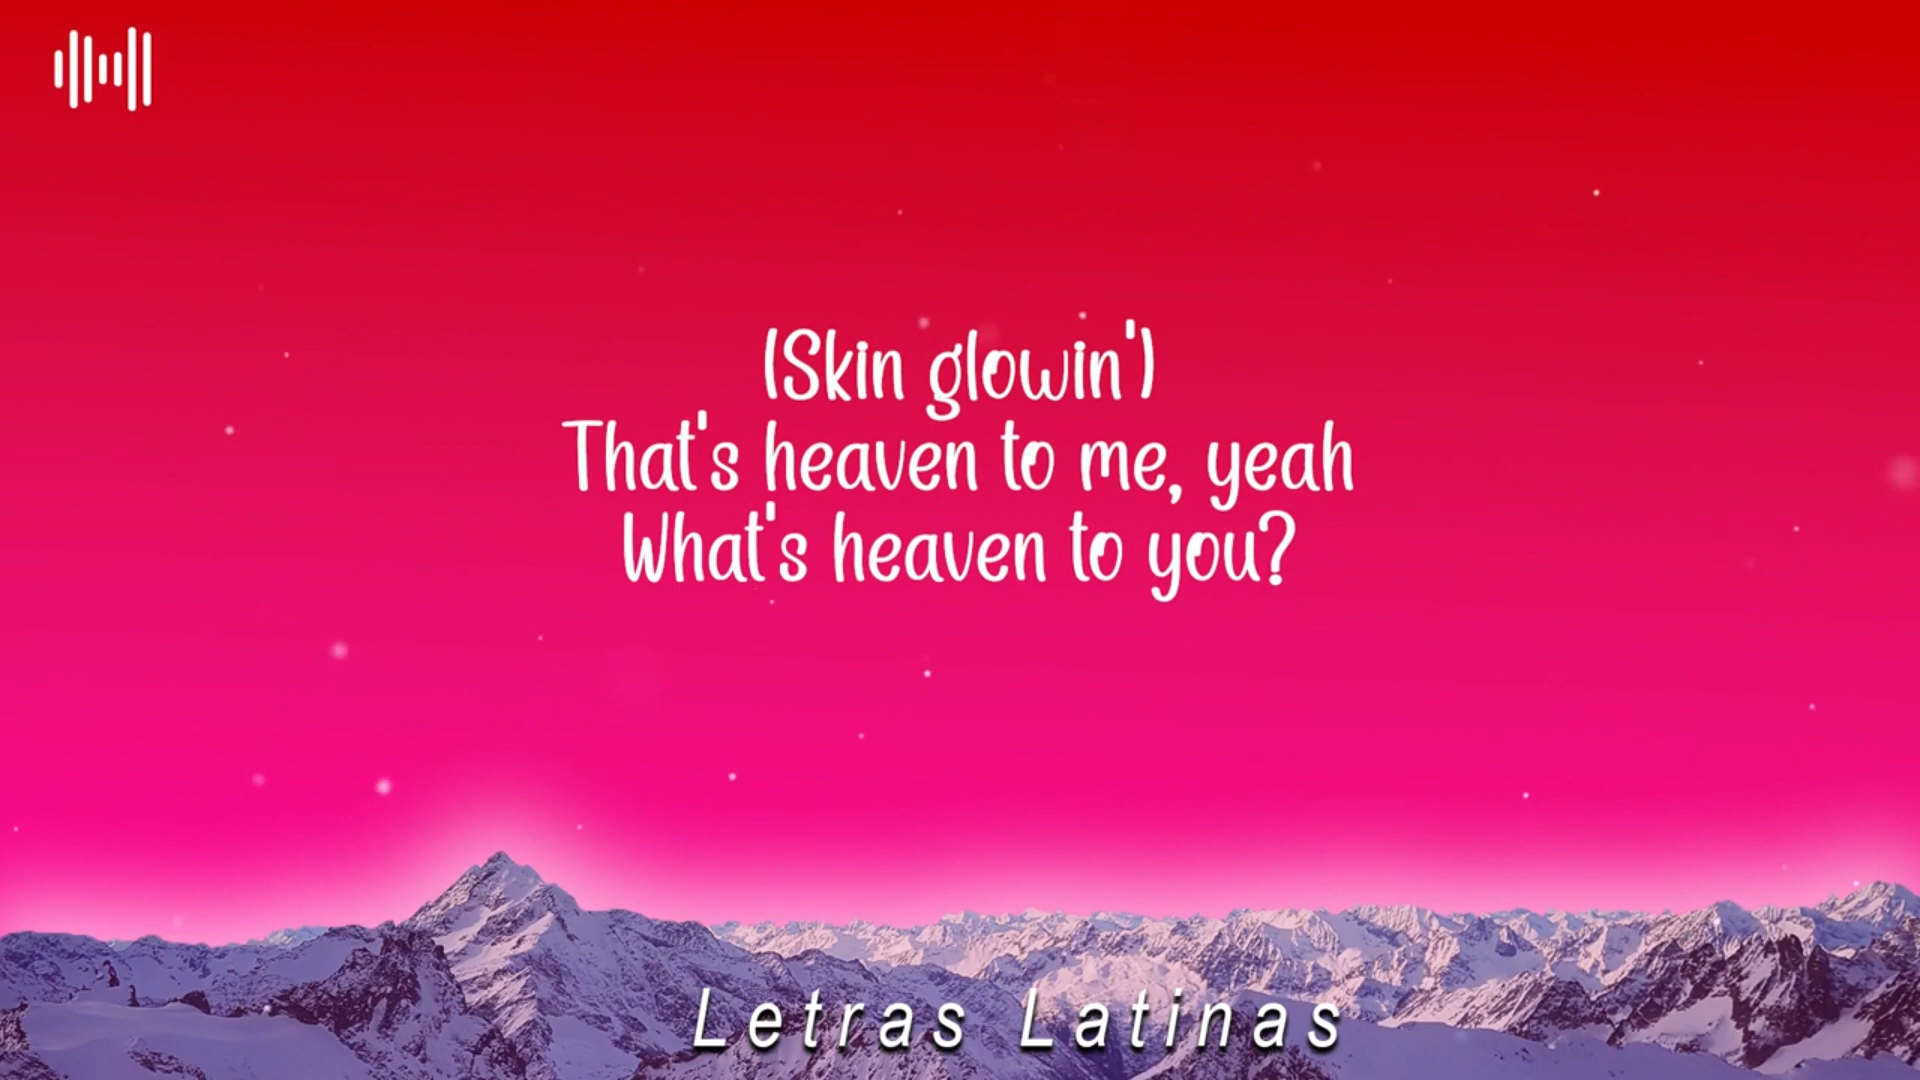 (Skin glowin')
That's heaven to me, yeah
What's heaven to you?
Letras Latinas